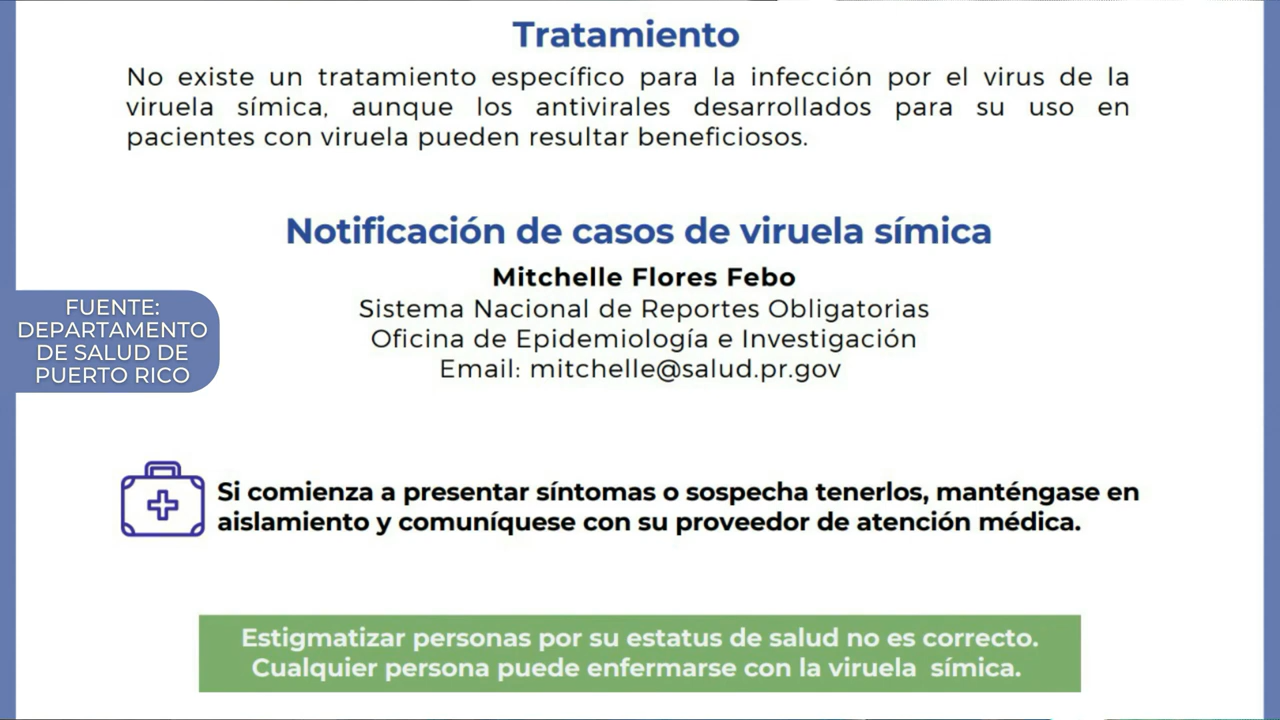 Tratamiento
No existe un tratamiento específico para la infección por el virus de la
viruela símica, aunque los antivirales desarrollados para su uso en
pacientes con viruela pueden resultar beneficiosos.
Notificación de casos de viruela símica
Mitchelle Flores Febo
Sistema Nacional de Reportes Obligatorias
Oficina de Epidemiología e Investigación
Email: mitchelle@salud.pr.gov
FUENTE:
DEPARTAMENTO
DE SALUD DE
PUERTO RICO
Si comienza a presentar síntomas o sospecha tenerlos, manténgase en
aislamiento y comuníquese con su proveedor de atención médica.
Estigmatizar personas por su estatus de salud no es correcto.
Cualquier persona puede enfermarse con la viruela símica.